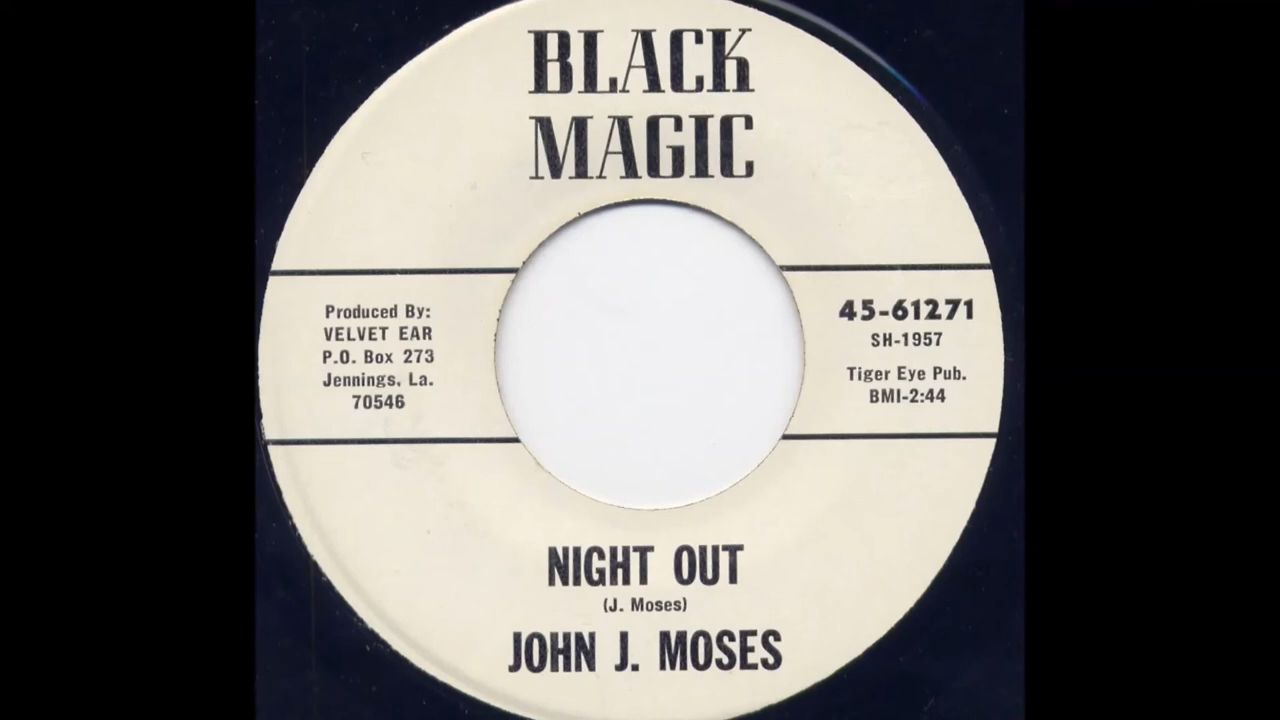 BLACK
MAGIC
Produced By:
VELVET EAR
P.O. Box 273
Jennings, La.
70546
45-61271
SH-1957
Tiger Eye Pub.
BMI-2:44
NIGHT OUT
(J. Moses)
JOHN J. MOSES